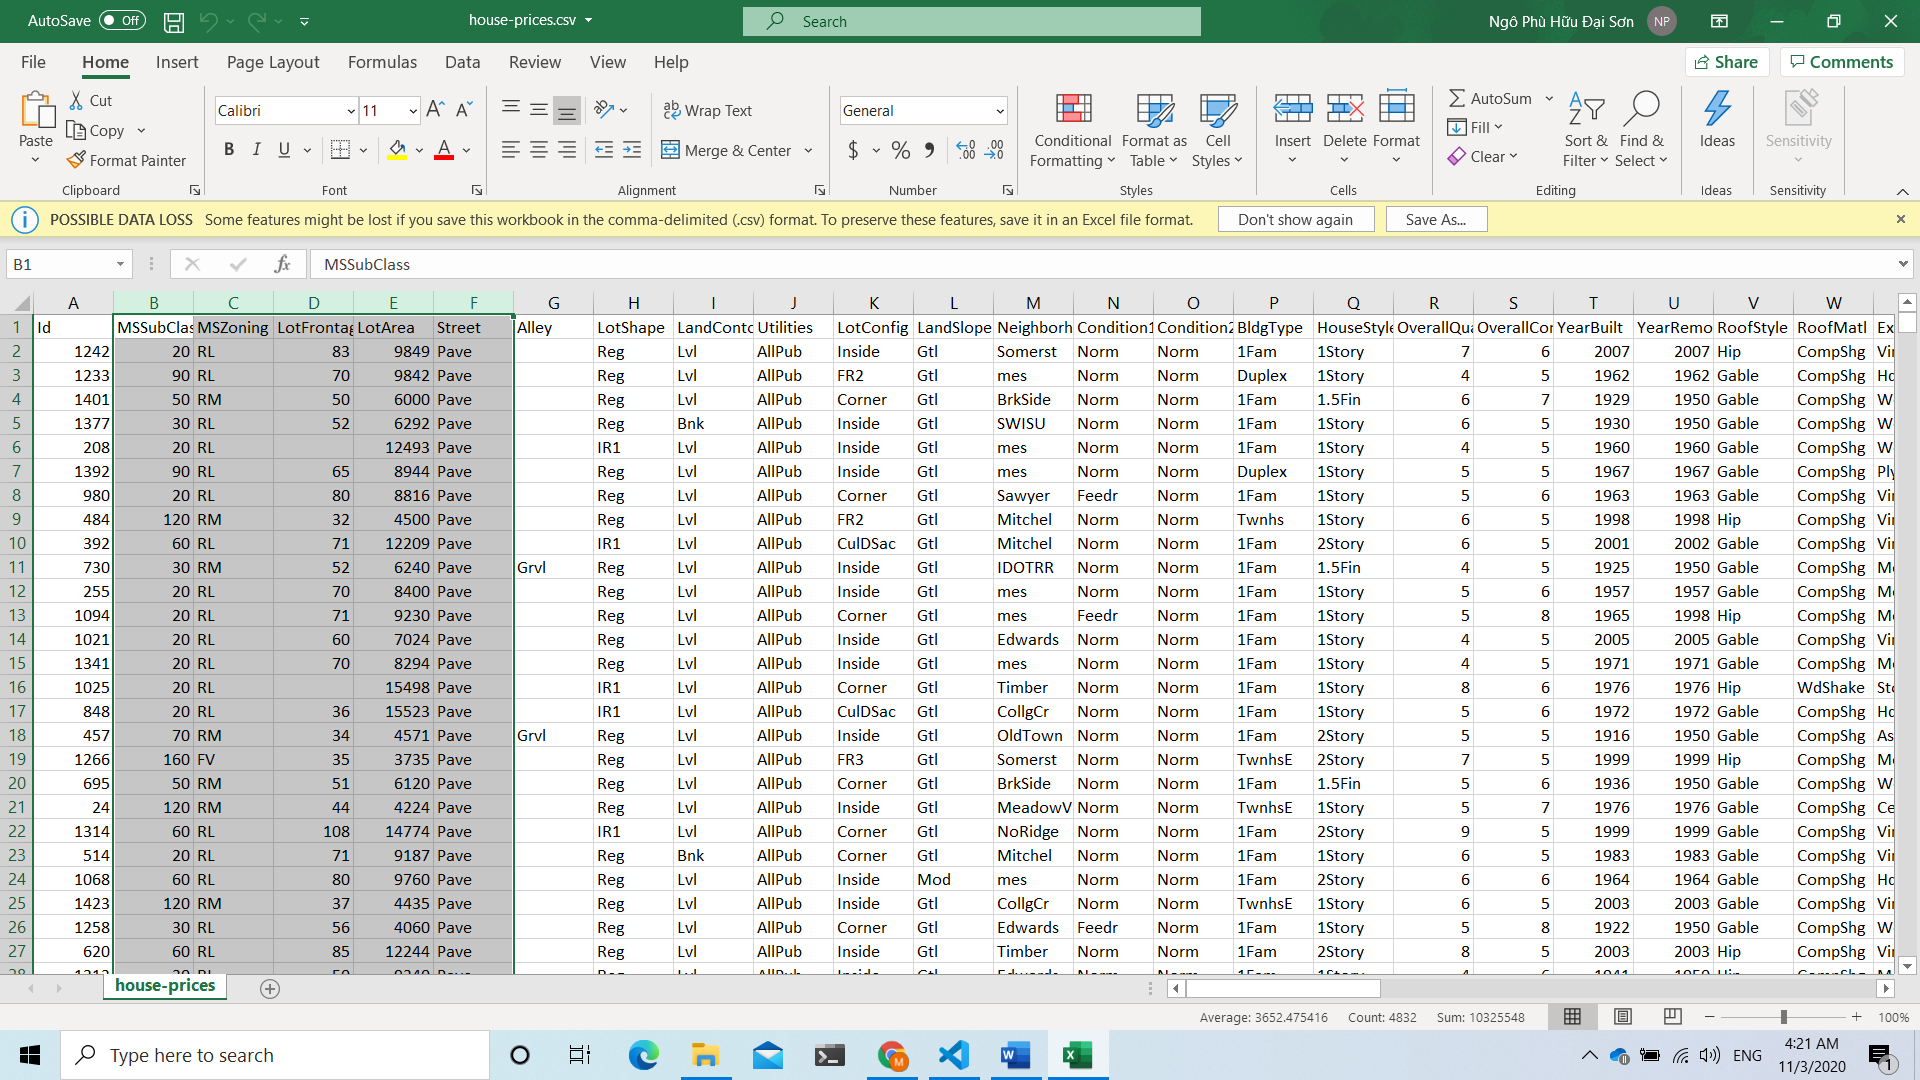 AutoSave Off house-prices.csv Search Ngô Phù Hữu Đại Sơn NP
File Home Insert Page Layout Formulas Data Review View Help Share Comments
Paste Cut Copy Format Painter Clipboard
Calibri 11 B I U A Font
Wrap Text Merge & Center Alignment
General $ % Number
Conditional Formatting Format as Table Cell Styles Styles
Insert Delete Format Cells
AutoSum Fill Clear Sort & Filter Find & Select Editing
Ideas Ideas
Sensitivity Sensitivity
POSSIBLE DATA LOSS Some features might be lost if you save this workbook in the comma-delimited (.csv) format. To preserve these features, save it in an Excel file format. Don't show again Save As...
B1 fx MSSubClass
A B C D E F G H I J K L M N O P Q R S T U V W
1 Id MSSubClas MSZoning LotFrontag LotArea Street Alley LotShape LandConto Utilities LotConfig LandSlope Neighborh Condition1 Condition2 BldgType HouseStyle OverallQua OverallCon YearBuilt YearRemo RoofStyle RoofMatl Ex
2 1242 20 RL 83 9849 Pave Reg Lvl AllPub Inside Gtl Somerst Norm Norm 1Fam 1Story 7 6 2007 2007 Hip CompShg Vi
3 1233 90 RL 70 9842 Pave Reg Lvl AllPub FR2 Gtl mes Norm Norm Duplex 1Story 4 5 1962 1962 Gable CompShg Hd
4 1401 50 RM 50 6000 Pave Reg Lvl AllPub Corner Gtl BrkSide Norm Norm 1Fam 1.5Fin 6 7 1929 1950 Gable CompShg W
5 1377 30 RL 52 6292 Pave Reg Bnk AllPub Inside Gtl SWISU Norm Norm 1Fam 1Story 6 5 1930 1950 Gable CompShg W
6 208 20 RL 12493 Pave IR1 Lvl AllPub Inside Gtl mes Norm Norm 1Fam 1Story 4 5 1960 1960 Gable CompShg W
7 1392 90 RL 65 8944 Pave Reg Lvl AllPub Inside Gtl mes Norm Norm Duplex 1Story 5 5 1967 1967 Gable CompShg Ply
8 980 20 RL 80 8816 Pave Reg Lvl AllPub Corner Gtl Sawyer Feedr Norm 1Fam 1Story 5 6 1963 1963 Gable CompShg Vi
9 484 120 RM 32 4500 Pave Reg Lvl AllPub FR2 Gtl Mitchel Norm Norm Twnhs 1Story 6 5 1998 1998 Hip CompShg Vi
10 392 60 RL 71 12209 Pave IR1 Lvl AllPub CulDSac Gtl Mitchel Norm Norm 1Fam 2Story 6 5 2001 2002 Gable CompShg Vi
11 730 30 RM 52 6240 Pave Grvl Reg Lvl AllPub Inside Gtl IDOTRR Norm Norm 1Fam 1.5Fin 4 5 1925 1950 Gable CompShg M
12 255 20 RL 70 8400 Pave Reg Lvl AllPub Inside Gtl mes Norm Norm 1Fam 1Story 5 6 1957 1957 Gable CompShg M
13 1094 20 RL 71 9230 Pave Reg Lvl AllPub Corner Gtl mes Feedr Norm 1Fam 1Story 5 8 1965 1998 Hip CompShg M
14 1021 20 RL 60 7024 Pave Reg Lvl AllPub Inside Gtl Edwards Norm Norm 1Fam 1Story 4 5 2005 2005 Gable CompShg Vi
15 1341 20 RL 70 8294 Pave Reg Lvl AllPub Inside Gtl mes Norm Norm 1Fam 1Story 4 5 1971 1971 Gable CompShg M
16 1025 20 RL 15498 Pave IR1 Lvl AllPub Corner Gtl Timber Norm Norm 1Fam 1Story 8 6 1976 1976 Hip WdShake Sto
17 848 20 RL 36 15523 Pave IR1 Lvl AllPub CulDSac Gtl CollgCr Norm Norm 1Fam 1Story 5 6 1972 1972 Gable CompShg Hd
18 457 70 RM 34 4571 Pave Grvl Reg Lvl AllPub Inside Gtl OldTown Norm Norm 1Fam 2Story 5 5 1916 1950 Gable CompShg As
19 1266 160 FV 35 3735 Pave Reg Lvl AllPub FR3 Gtl Somerst Norm Norm TwnhsE 2Story 7 5 1999 1999 Hip CompShg M
20 695 50 RM 51 6120 Pave Reg Lvl AllPub Corner Gtl BrkSide Norm Norm 1Fam 1.5Fin 5 6 1936 1950 Gable CompShg W
21 24 120 RM 44 4224 Pave Reg Lvl AllPub Inside Gtl MeadowV Norm Norm TwnhsE 1Story 5 7 1976 1976 Gable CompShg Ce
22 1314 60 RL 108 14774 Pave IR1 Lvl AllPub Corner Gtl NoRidge Norm Norm 1Fam 2Story 9 5 1999 1999 Gable CompShg Vi
23 514 20 RL 71 9187 Pave Reg Bnk AllPub Corner Gtl Mitchel Norm Norm 1Fam 1Story 6 5 1983 1983 Gable CompShg Vi
24 1068 60 RL 80 9760 Pave Reg Lvl AllPub Inside Mod mes Norm Norm 1Fam 2Story 6 6 1964 1964 Gable CompShg Hd
25 1423 120 RM 37 4435 Pave Reg Lvl AllPub Inside Gtl CollgCr Norm Norm TwnhsE 1Story 6 5 2003 2003 Gable CompShg Vi
26 1258 30 RL 56 4060 Pave Reg Lvl AllPub Corner Gtl Edwards Feedr Norm 1Fam 1Story 5 8 1922 1950 Gable CompShg W
27 620 60 RL 85 12244 Pave Reg Lvl AllPub Inside Gtl Timber Norm Norm 1Fam 2Story 8 5 2003 2003 Hip CompShg Vi
house-prices
Average: 3652.475416 Count: 4832 Sum: 10325548 100%
Type here to search ENG 4:21 AM
11/3/2020 1